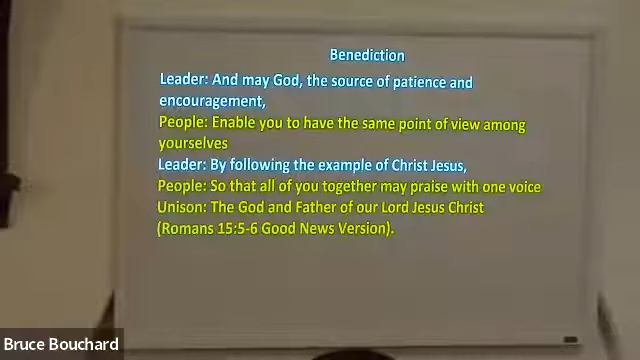 Benediction
Leader: And may God, the source of patience and
encouragement,
People: Enable you to have the same point of view among
yourselves
Leader: By following the example of Christ Jesus,
People: So that all of you together may praise with one voice
Unison: The God and Father of our Lord Jesus Christ
(Romans 15:5-6 Good News Version).
Bruce Bouchard